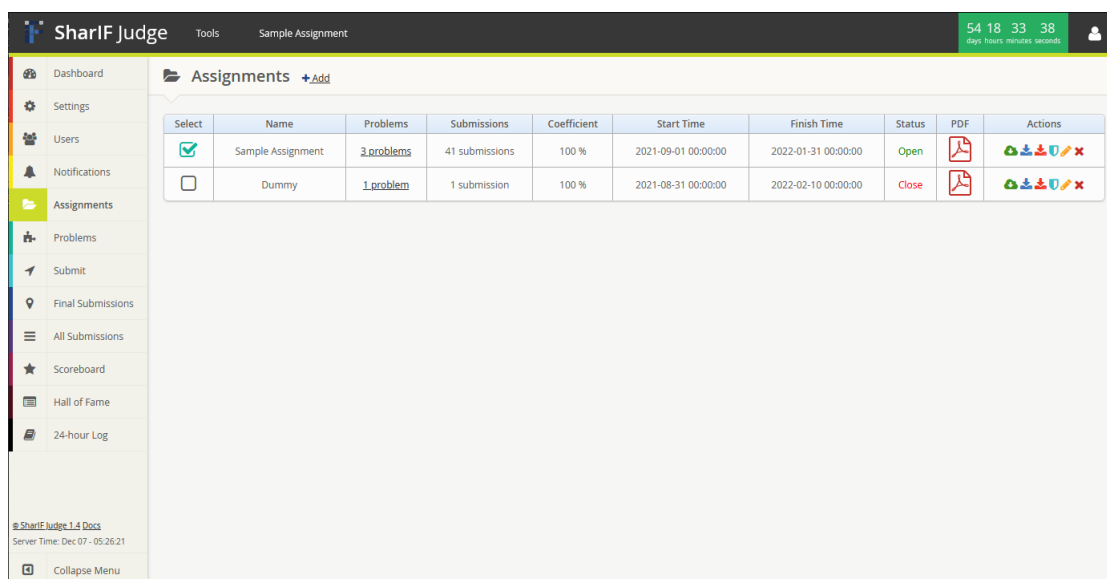 SharIF Judge Tools Sample Assignment 54 18 33 38
days hours minutes seconds
Dashboard
Settings
Users
Notifications
Assignments
Problems
Submit
Final Submissions
All Submissions
Scoreboard
Hall of Fame
24-hour Log
© SharIF Judge 1.4 Docs
Server Time: Dec 07 - 05:26:21
Collapse Menu
Assignments +Add
Select Name Problems Submissions Coefficient Start Time Finish Time Status PDF Actions
Sample Assignment 3 problems 41 submissions 100 % 2021-09-01 00:00:00 2022-01-31 00:00:00 Open
Dummy 1 problem 1 submission 100 % 2021-08-31 00:00:00 2022-02-10 00:00:00 Close